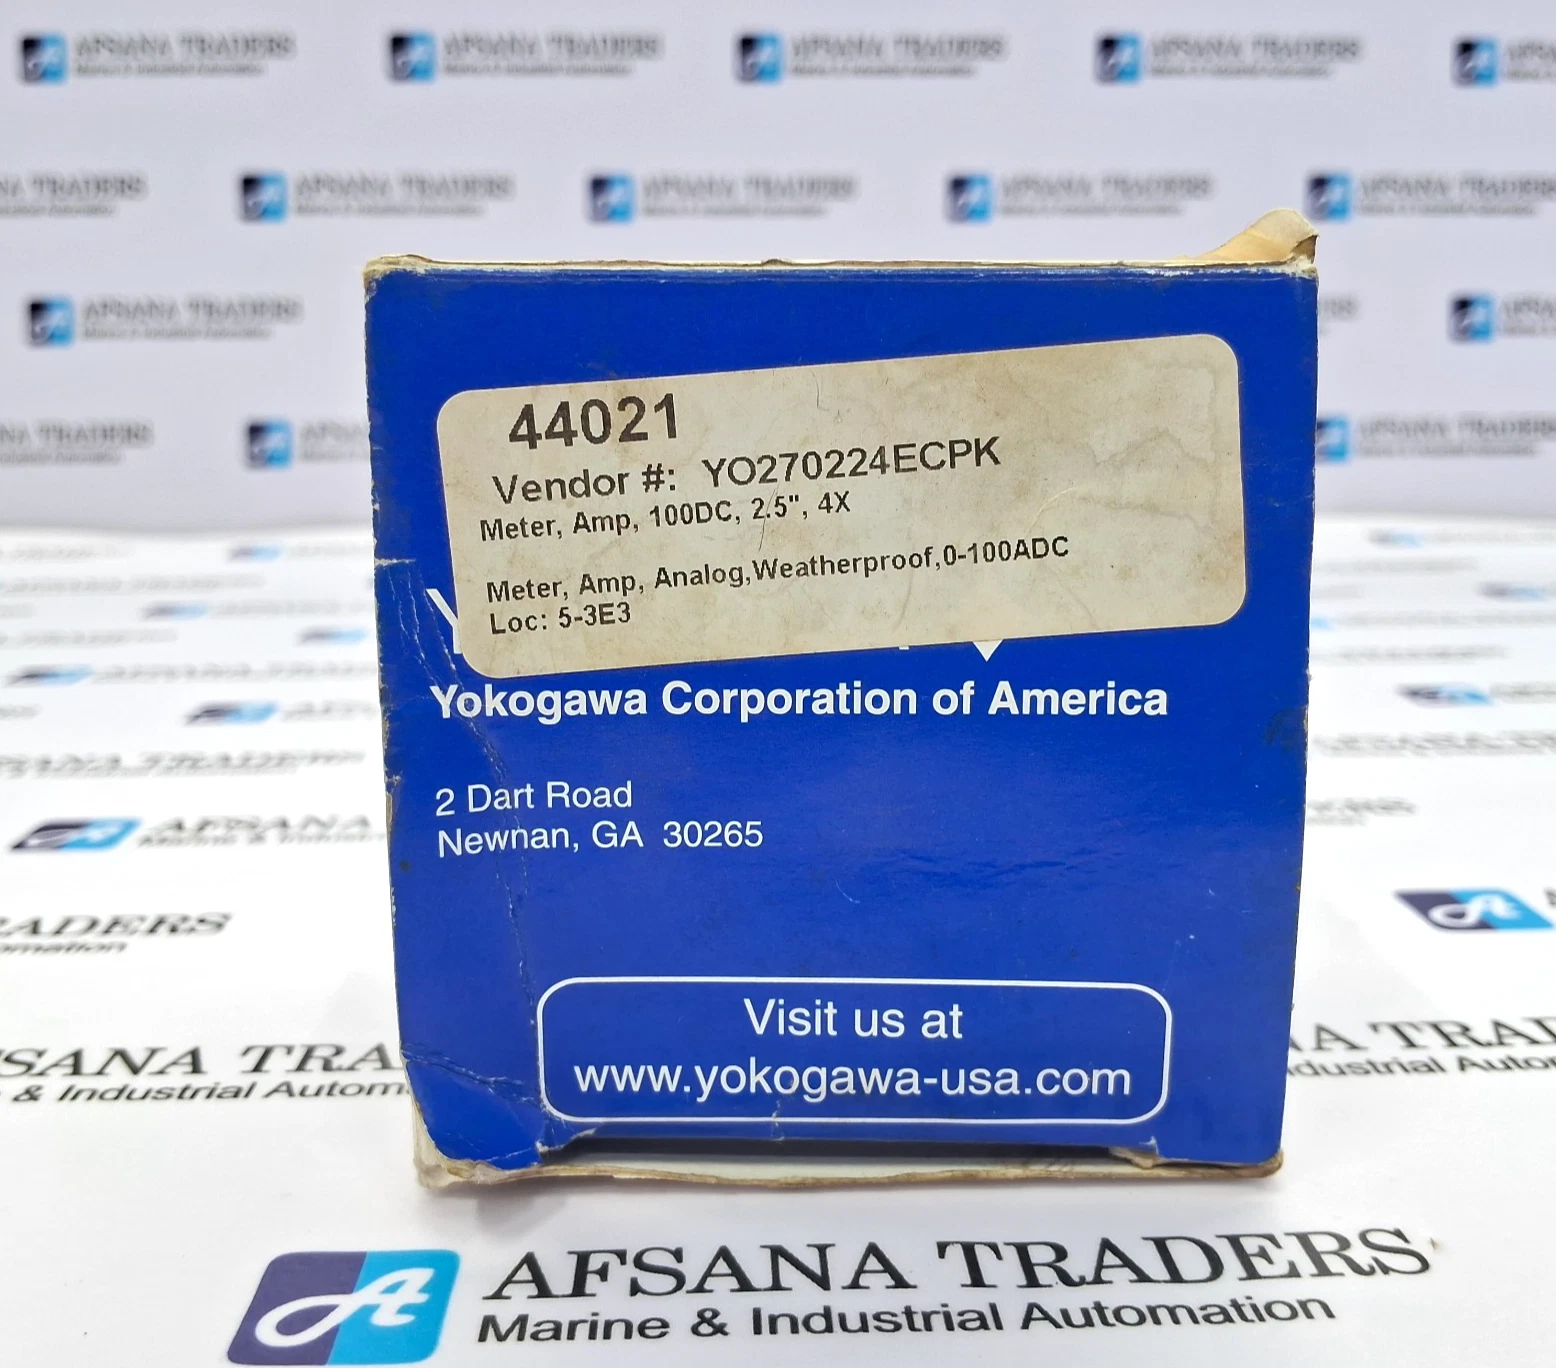 44021
Vendor #: YO270224ECPK
Meter, Amp, 100DC, 2.5", 4X
Meter, Amp, Analog,Weatherproof,0-100ADC
Loc: 5-3E3
Yokogawa Corporation of America
2 Dart Road
Newnan, GA 30265
Visit us at
www.yokogawa-usa.com
AFSANA TRADERS
Marine & Industrial Automation